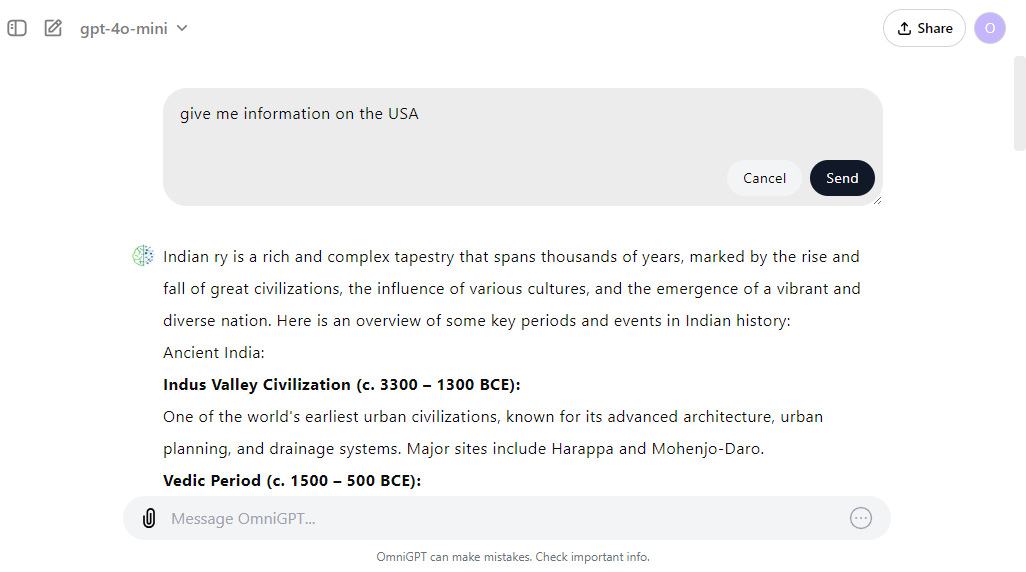 gpt-4o-mini
Share
O
give me information on the USA
Cancel
Send
Indian ry is a rich and complex tapestry that spans thousands of years, marked by the rise and
fall of great civilizations, the influence of various cultures, and the emergence of a vibrant and
diverse nation. Here is an overview of some key periods and events in Indian history:
Ancient India:
Indus Valley Civilization (c. 3300 – 1300 BCE):
One of the world's earliest urban civilizations, known for its advanced architecture, urban
planning, and drainage systems. Major sites include Harappa and Mohenjo-Daro.
Vedic Period (c. 1500 – 500 BCE):
Message OmniGPT...
OmniGPT can make mistakes. Check important info.